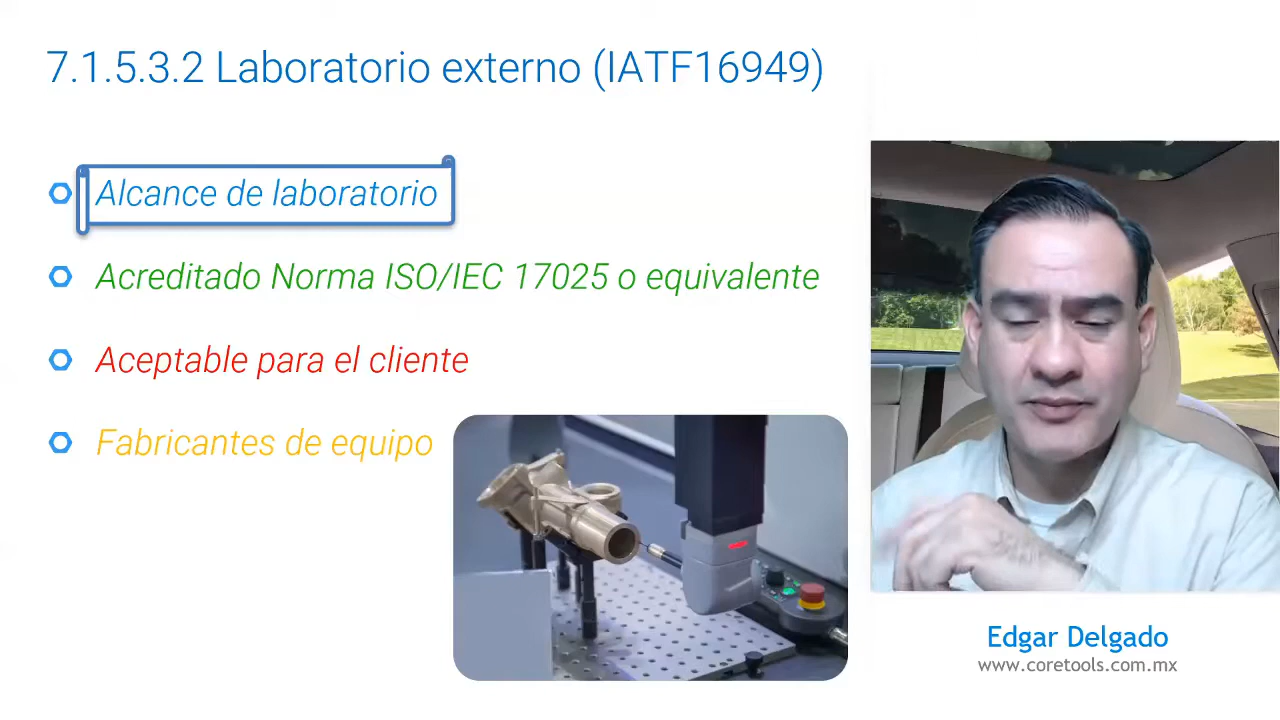 7.1.5.3.2 Laboratorio externo (IATF16949)
Alcance de laboratorio
Acreditado Norma ISO/IEC 17025 o equivalente
Aceptable para el cliente
Fabricantes de equipo
Edgar Delgado
www.coretools.com.mx